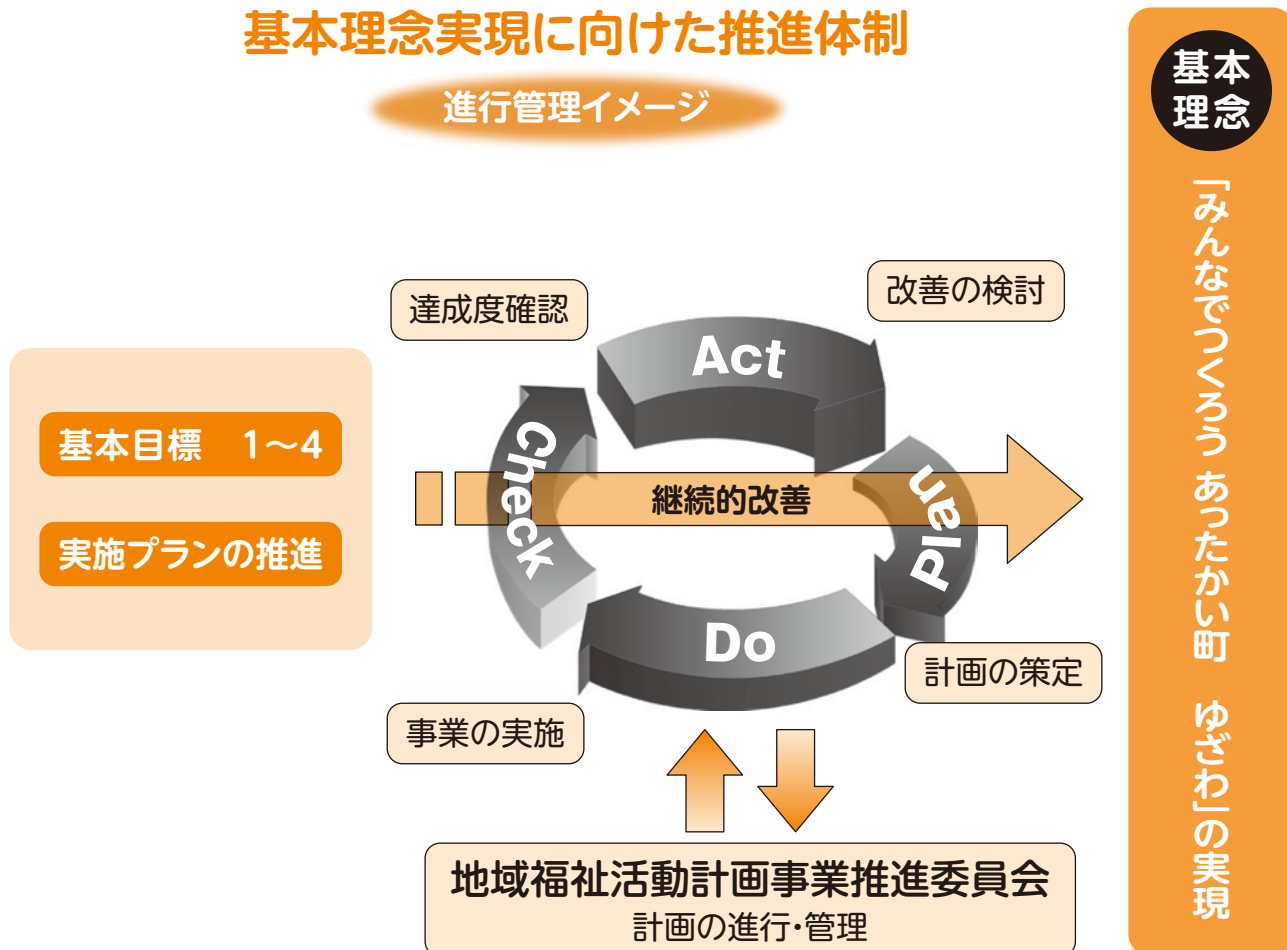 基本理念実現に向けた推進体制
進行管理イメージ
基本
理念
「みんなでつくろう あったかい町　ゆざわ」の実現
達成度確認
改善の検討
Act
基本目標　1～4
Check
継続的改善
Plan
実施プランの推進
Do
計画の策定
事業の実施
地域福祉活動計画事業推進委員会
計画の進行・管理